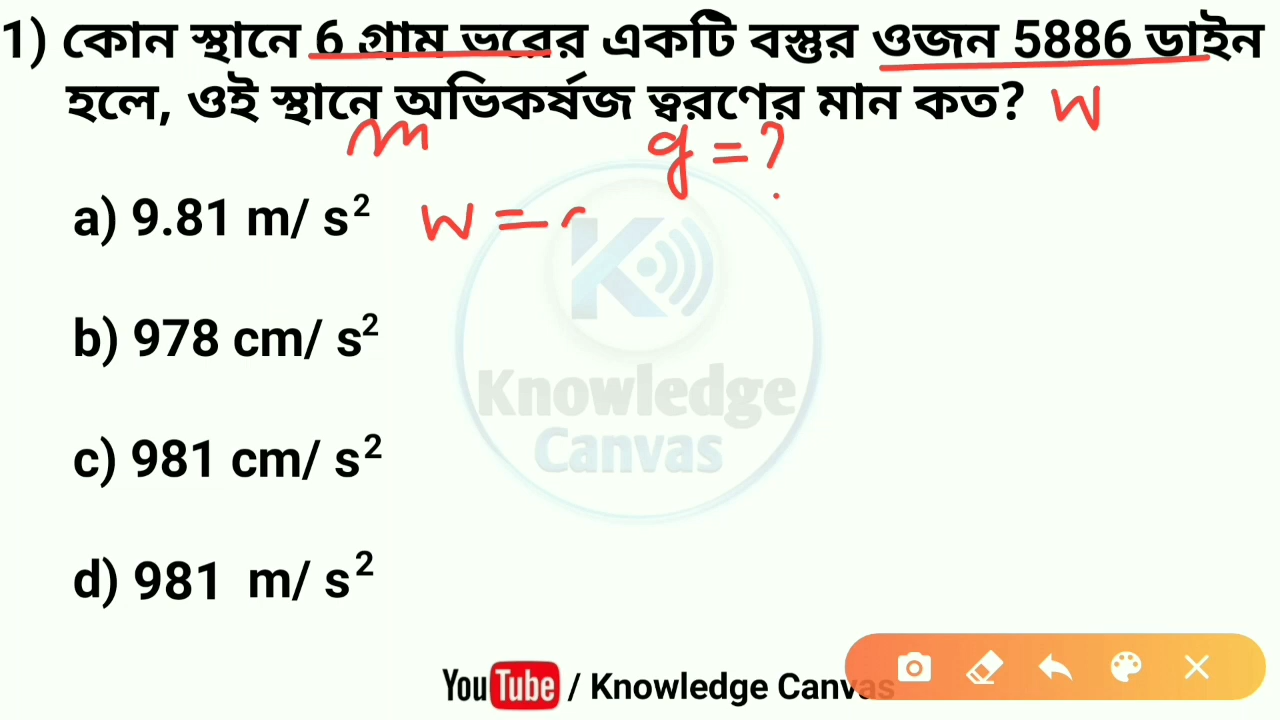 1) কোন স্থানে 6 গ্রাম ভরের একটি বস্তুর ওজন 5886 ডাইন
হলে, ওই স্থানে অভিকর্ষজ ত্বরণের মান কত? W
m g = ?
a) 9.81 m/ s² W =
b) 978 cm/ s²
Knowledge
Canvas
c) 981 cm/ s²
d) 981 m/ s²
YouTube / Knowledge Canvas